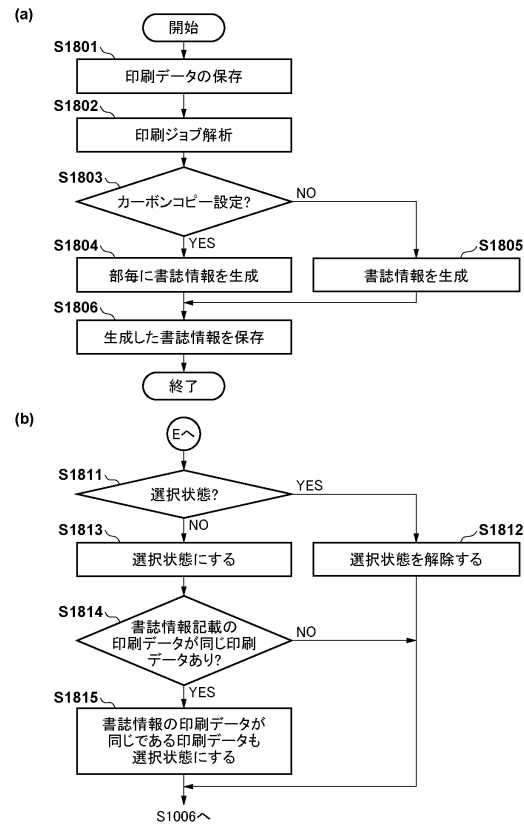 (a)
開始
S1801
印刷データの保存
S1802
印刷ジョブ解析
S1803
カーボンコピー設定?
NO
YES
S1804
部毎に書誌情報を生成
S1805
書誌情報を生成
S1806
生成した書誌情報を保存
終了
(b)
Eへ
S1811
選択状態?
YES
NO
S1813
選択状態にする
S1812
選択状態を解除する
S1814
書誌情報記載の
印刷データが同じ印刷
データあり?
NO
YES
S1815
書誌情報の印刷データが
同じである印刷データも
選択状態にする
S1006へ